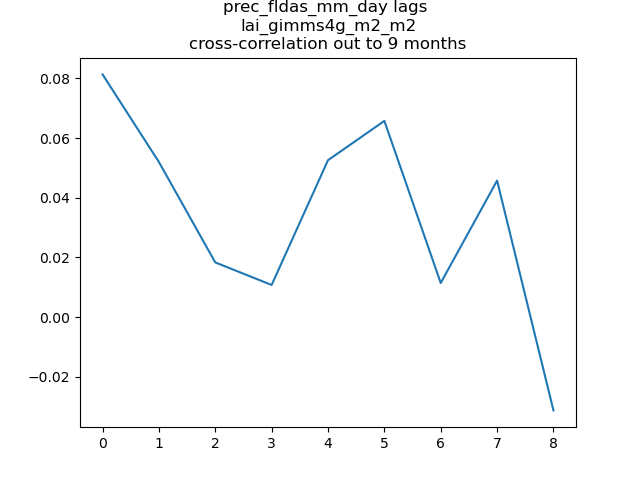 prec_fldas_mm_day lags
lai_gimms4g_m2_m2
cross-correlation out to 9 months
0.08
0.06
0.04
0.02
0.00
−0.02
0 1 2 3 4 5 6 7 8